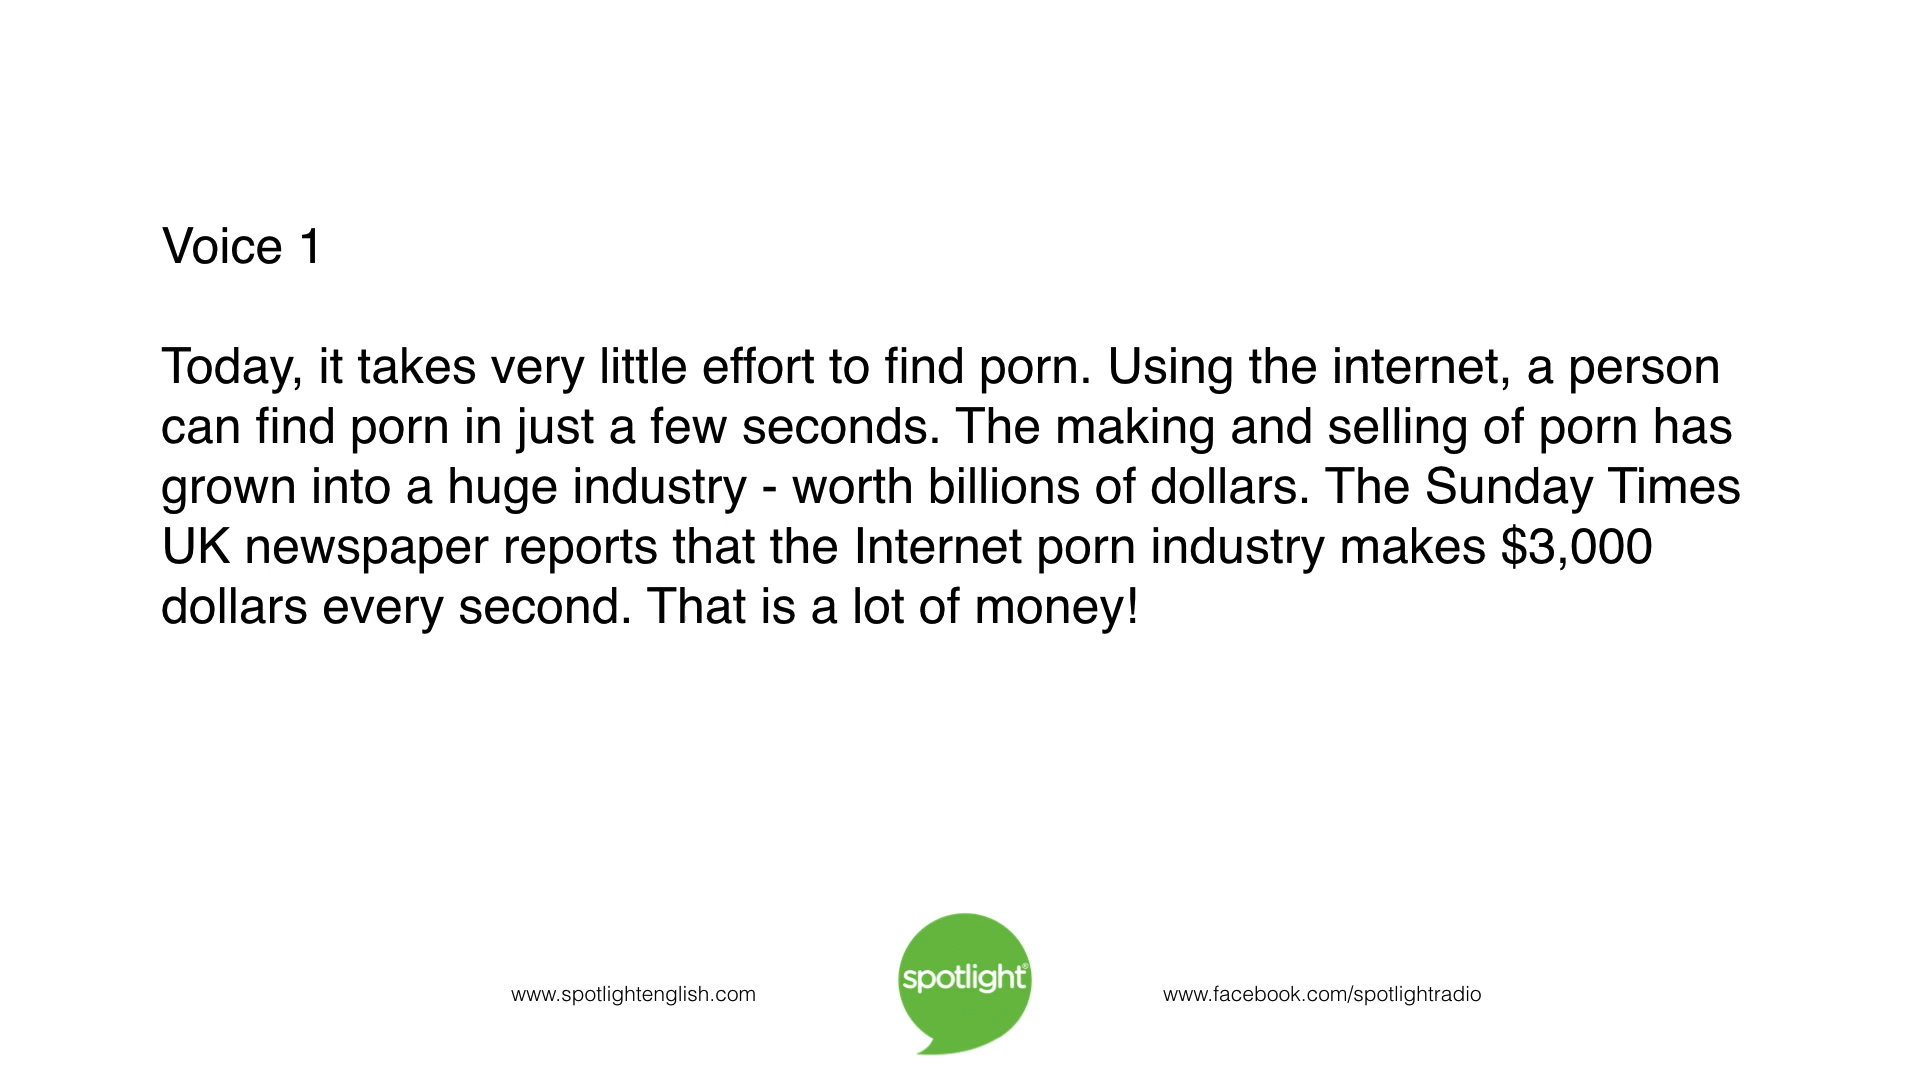 Voice 1
Today, it takes very little effort to find porn. Using the internet, a person
can find porn in just a few seconds. The making and selling of porn has
grown into a huge industry - worth billions of dollars. The Sunday Times
UK newspaper reports that the Internet porn industry makes $3,000
dollars every second. That is a lot of money!
www.spotlightenglish.com
spotlight®
www.facebook.com/spotlightradio